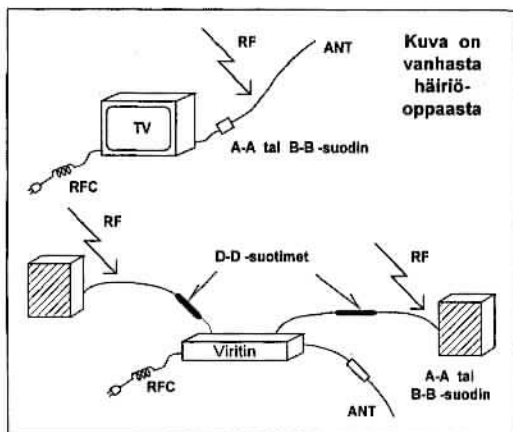 RF
ANT
Kuva on
vanhasta
häiriö-
oppaasta
TV
A-A tai B-B -suodin
RFC
RF
D-D -suotimet
RF
Viritin
RFC
ANT
A-A tai
B-B -suodin